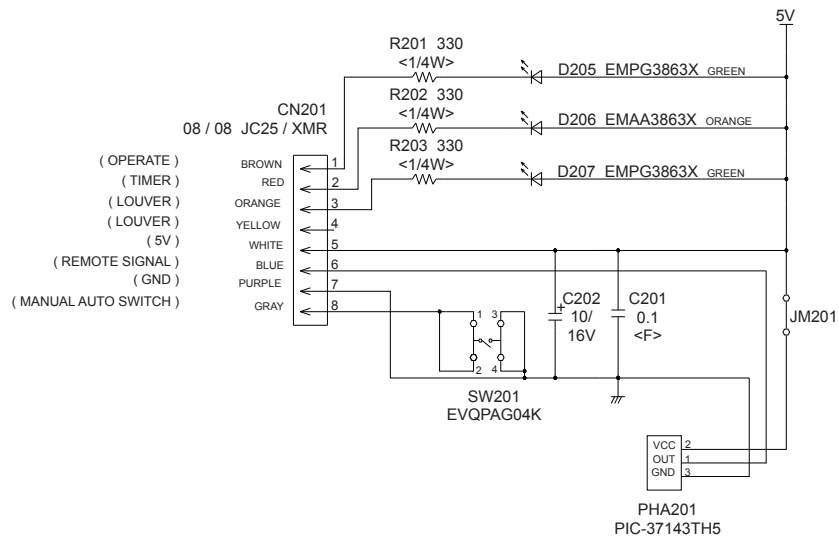 5V
R201 330
<1/4W>
D205 EMPG3863X GREEN
R202 330
<1/4W>
D206 EMAA3863X ORANGE
R203 330
<1/4W>
D207 EMPG3863X GREEN
CN201
08 / 08 JC25 / XMR
( OPERATE ) BROWN 1
( TIMER ) RED 2
( LOUVER ) ORANGE 3
( LOUVER ) YELLOW 4
( 5V ) WHITE 5
( REMOTE SIGNAL ) BLUE 6
( GND ) PURPLE 7
( MANUAL AUTO SWITCH ) GRAY 8
1 3
2 4
SW201
EVQPAG04K
+
C202
10/
16V
C201
0.1
<F>
JM201
VCC 2
OUT 1
GND 3
PHA201
PIC-37143TH5